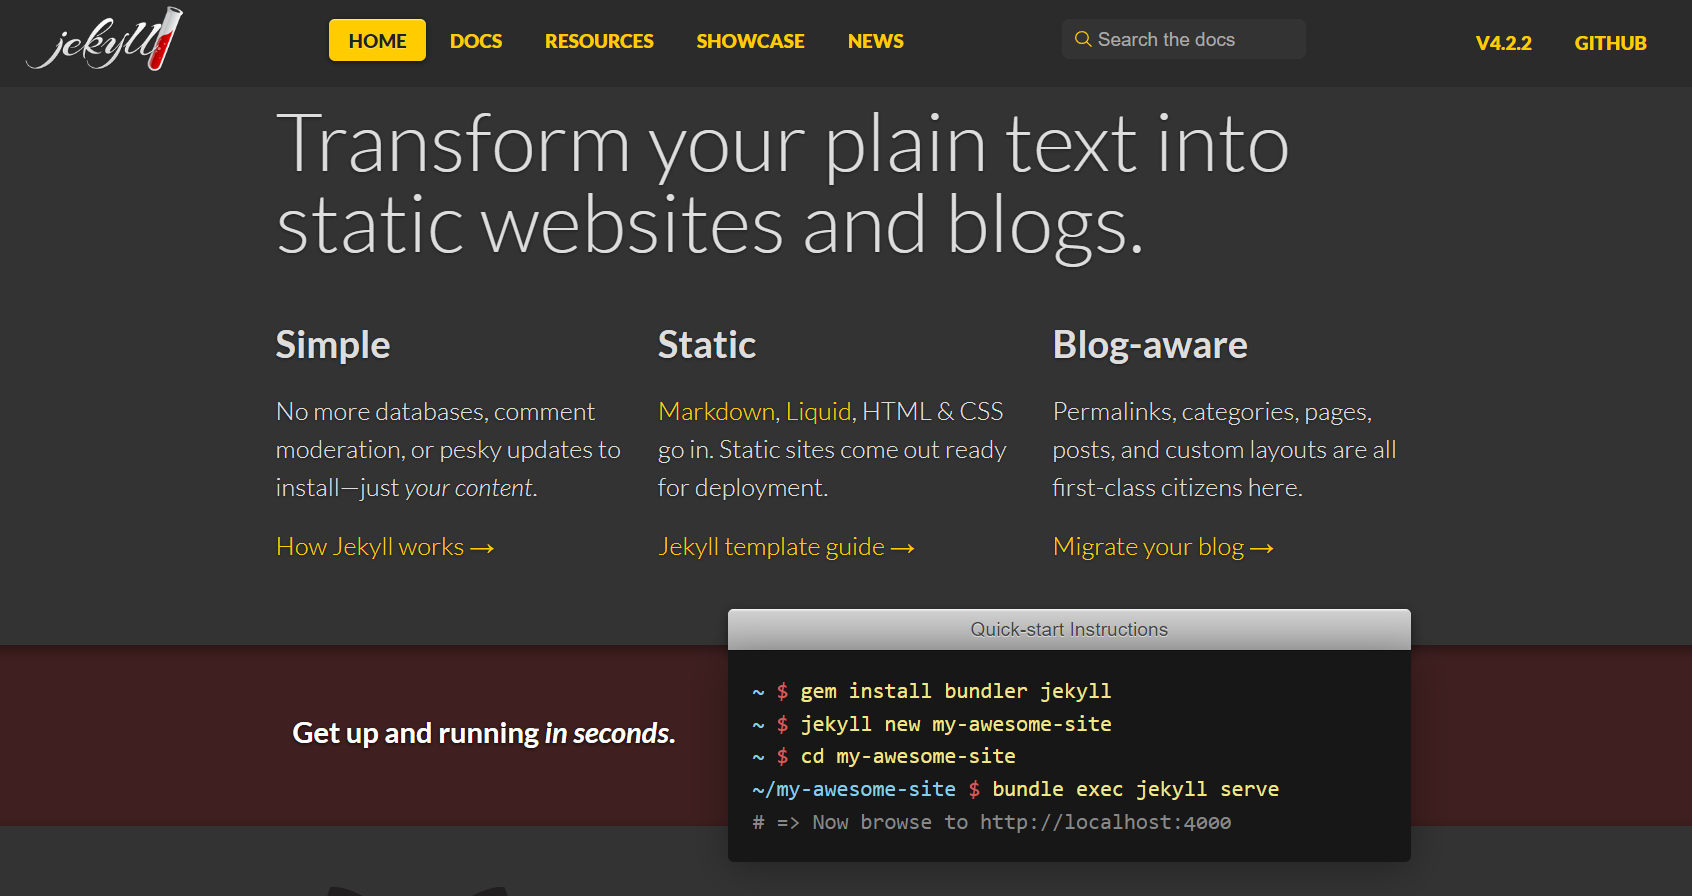 jekyll
HOME DOCS RESOURCES SHOWCASE NEWS
Search the docs
V4.2.2 GITHUB
Transform your plain text into
static websites and blogs.
Simple
No more databases, comment
moderation, or pesky updates to
install—just your content.
How Jekyll works →
Static
Markdown, Liquid, HTML & CSS
go in. Static sites come out ready
for deployment.
Jekyll template guide →
Blog-aware
Permalinks, categories, pages,
posts, and custom layouts are all
first-class citizens here.
Migrate your blog →
Get up and running in seconds.
Quick-start Instructions
~ $ gem install bundler jekyll
~ $ jekyll new my-awesome-site
~ $ cd my-awesome-site
~/my-awesome-site $ bundle exec jekyll serve
# => Now browse to http://localhost:4000